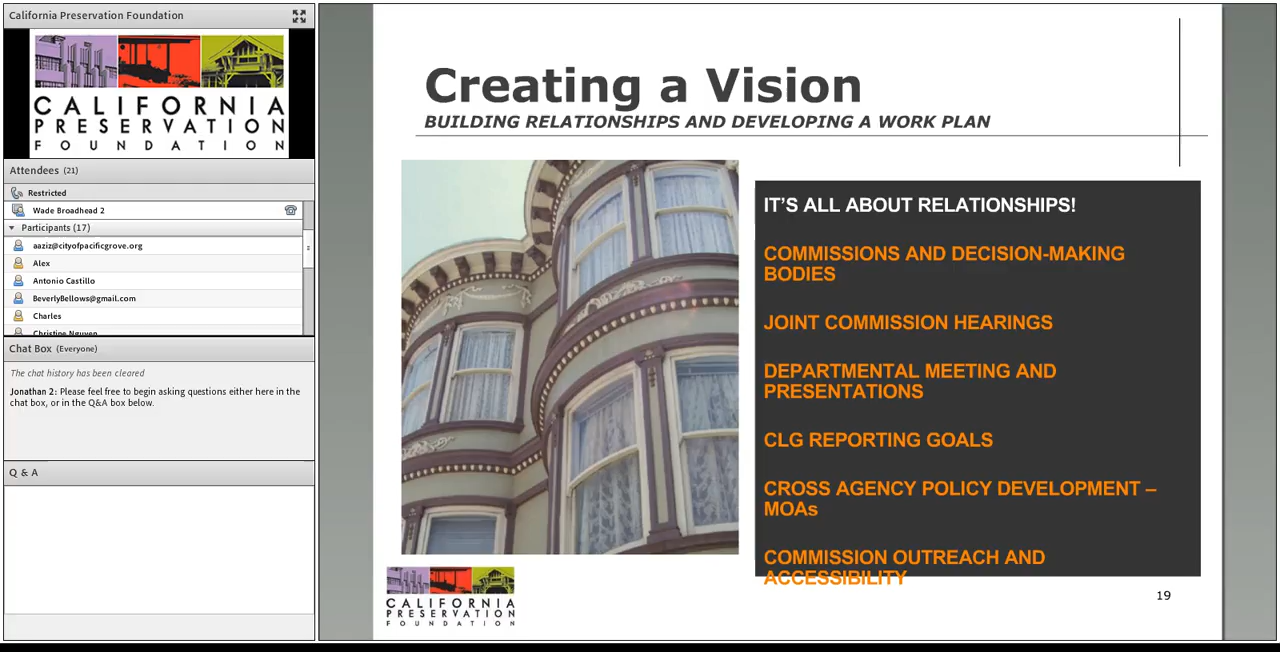 California Preservation Foundation
CALIFORNIA
PRESERVATION
FOUNDATION
Attendees (21)
Restricted
Wade Broadhead 2
Participants (17)
aaziz@cityofpacificgrove.org
Alex
Antonio Castillo
BeverlyBellows@gmail.com
Charles
Christine Nguyen
Chat Box (Everyone)
The chat history has been cleared
Jonathan 2: Please feel free to begin asking questions either here in the
chat box, or in the Q&A box below.
Q & A
Creating a Vision
BUILDING RELATIONSHIPS AND DEVELOPING A WORK PLAN
IT'S ALL ABOUT RELATIONSHIPS!
COMMISSIONS AND DECISION-MAKING
BODIES
JOINT COMMISSION HEARINGS
DEPARTMENTAL MEETING AND
PRESENTATIONS
CLG REPORTING GOALS
CROSS AGENCY POLICY DEVELOPMENT –
MOAs
COMMISSION OUTREACH AND
ACCESSIBILITY
CALIFORNIA
PRESERVATION
FOUNDATION
19